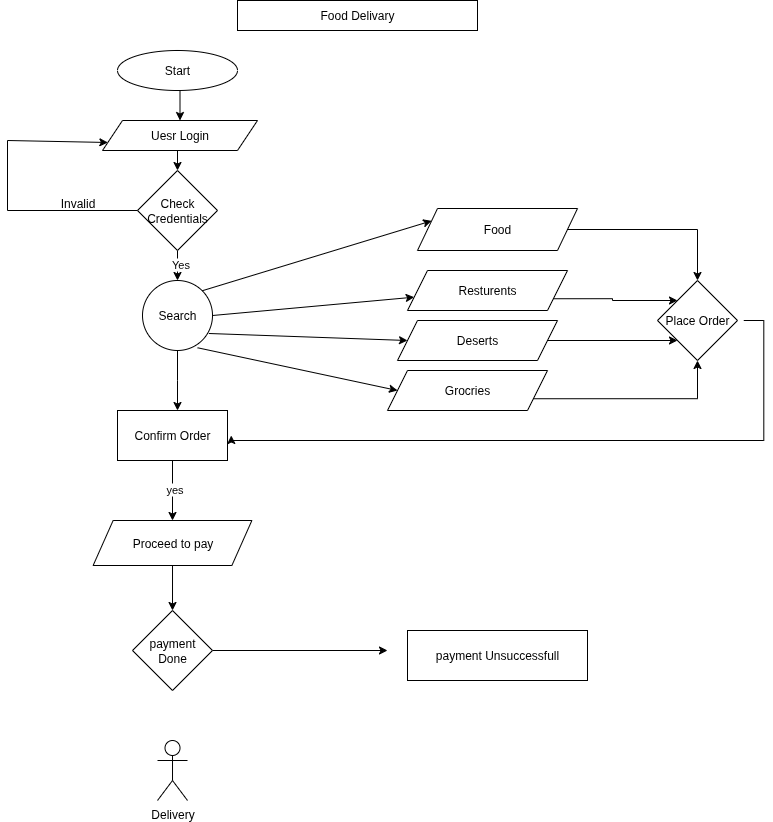 Food Delivary
Start
Uesr Login
Invalid
Check
Credentials
Yes
Search
Food
Resturents
Deserts
Grocries
Place Order
Confirm Order
yes
Proceed to pay
payment
Done
payment Unsuccessfull
Delivery